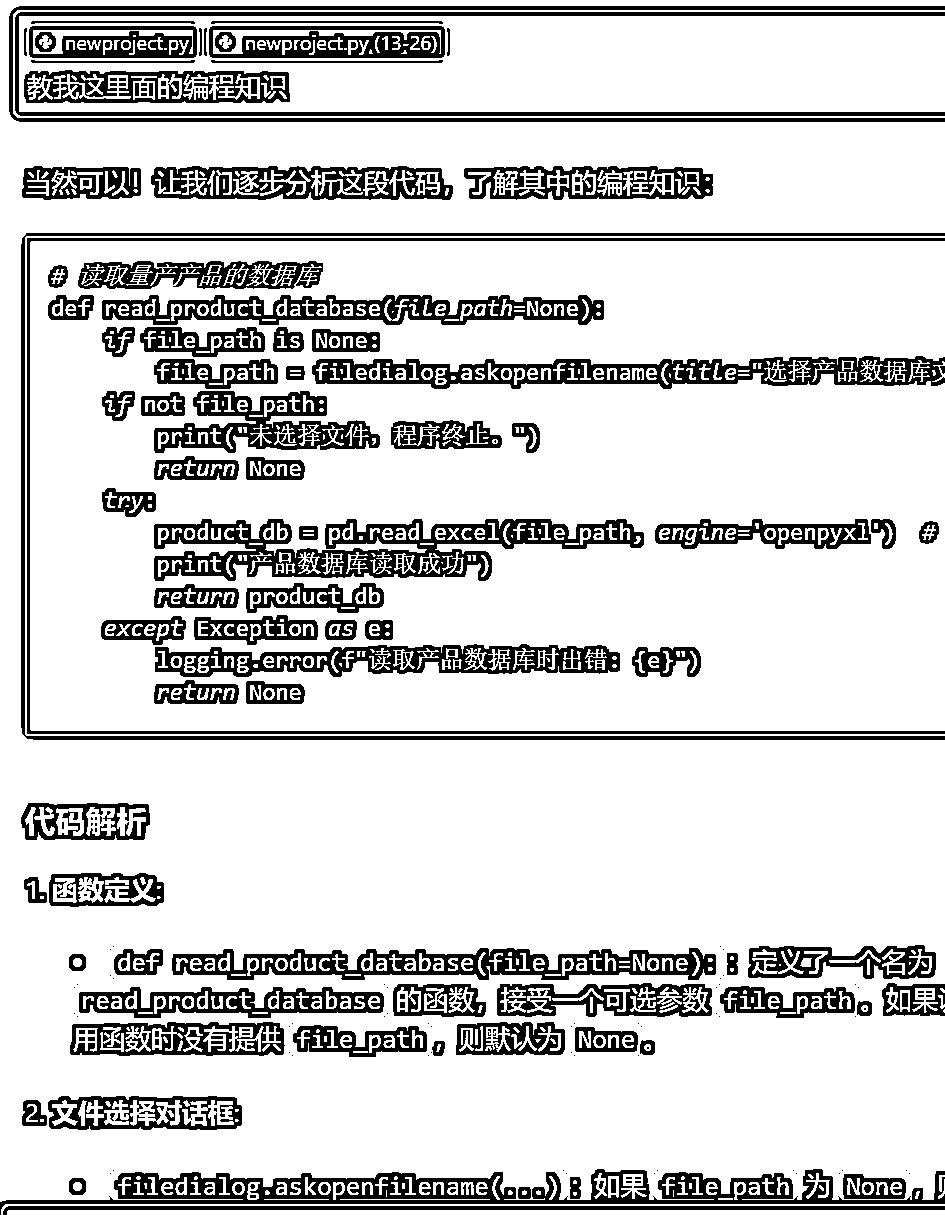 newproject.py newproject.py (13-26)
教我这里面的编程知识
当然可以！让我们逐步分析这段代码，了解其中的编程知识：
# 读取量产产品的数据库
def read_product_database(file_path=None):
    if file_path is None:
        file_path = filedialog.askopenfilename(title="选择产品数据库文
    if not file_path:
        print("未选择文件，程序终止。")
        return None
    try:
        product_db = pd.read_excel(file_path, engine='openpyxl')  #
        print("产品数据库读取成功")
        return product_db
    except Exception as e:
        logging.error(f"读取产品数据库时出错: {e}")
        return None
代码解析
1. 函数定义:
def read_product_database(file_path=None): : 定义了一个名为
read_product_database 的函数，接受一个可选参数 file_path 。如果
用函数时没有提供 file_path ，则默认为 None 。
2. 文件选择对话框:
filedialog.askopenfilename(...) : 如果 file_path 为 None ，